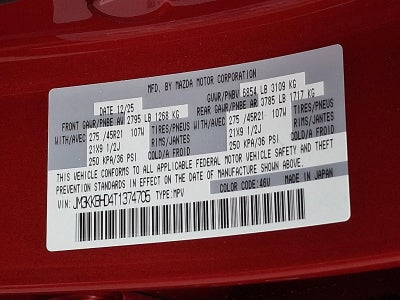 MFD. BY MAZDA MOTOR CORPORATION
DATE 12/25 GVWR/PNBV 6854 LB 3109 KG
FRONT GAWR/PNBE AV 2795 LB 1268 KG REAR GAWR/PNBE AR 3785 LB 1717 KG
WITH/AVEC 275 /45R21 107W TIRES/PNEUS WITH/AVEC 275 /45R21 107W TIRES/PNEUS
21X9 1/2J RIMS/JANTES 21X9 1/2J RIMS/JANTES
250 KPA/36 PSI COLD/A FROID 250 KPA/36 PSI COLD/A FROID
THIS VEHICLE CONFORMS TO ALL APPLICABLE FEDERAL MOTOR VEHICLE SAFETY AND THEFT
PREVENTION STANDARDS IN EFFECT ON THE DATE OF MANUFACTURE SHOWN ABOVE.
VIN: JM3KKBHD4T1374705 TYPE:MPV COLOR CODE:46V MADE IN JAPAN